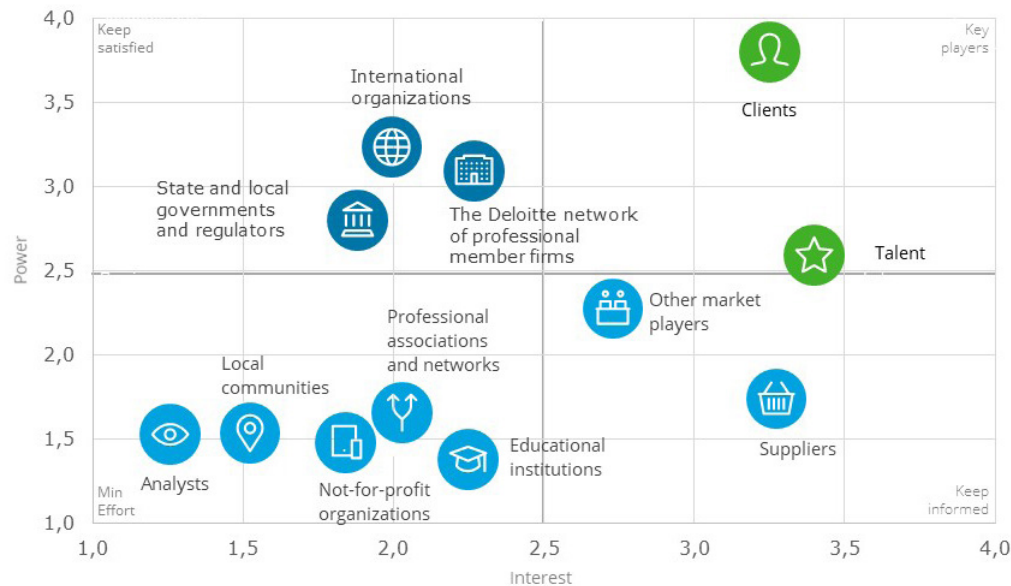 4,0
Keep
satisfied
Key
players
International
organizations
Clients
3,5
3,0
State and local
governments
and regulators
The Deloitte network
of professional
member firms
Talent
Power
2,5
Other market
players
Professional
associations
and networks
2,0
Local
communities
1,5
Educational
institutions
Suppliers
Analysts
Not-for-profit
organizations
Min
Effort
Keep
informed
1,0
1,0
1,5
2,0
2,5
3,0
3,5
4,0
Interest